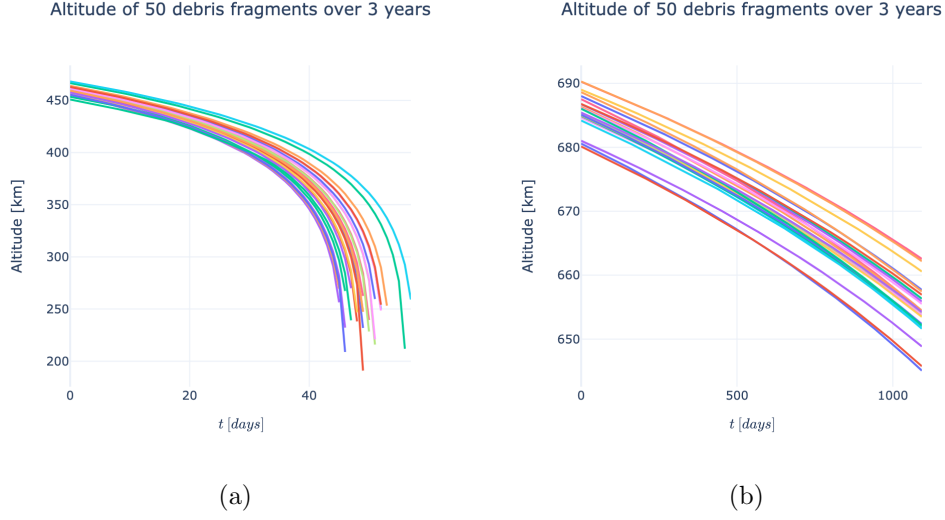 Altitude of 50 debris fragments over 3 years
450
400
350
300
250
200
Altitude [km]
0
20
40
t [days]
(a)
Altitude of 50 debris fragments over 3 years
690
680
670
660
650
Altitude [km]
0
500
1000
t [days]
(b)